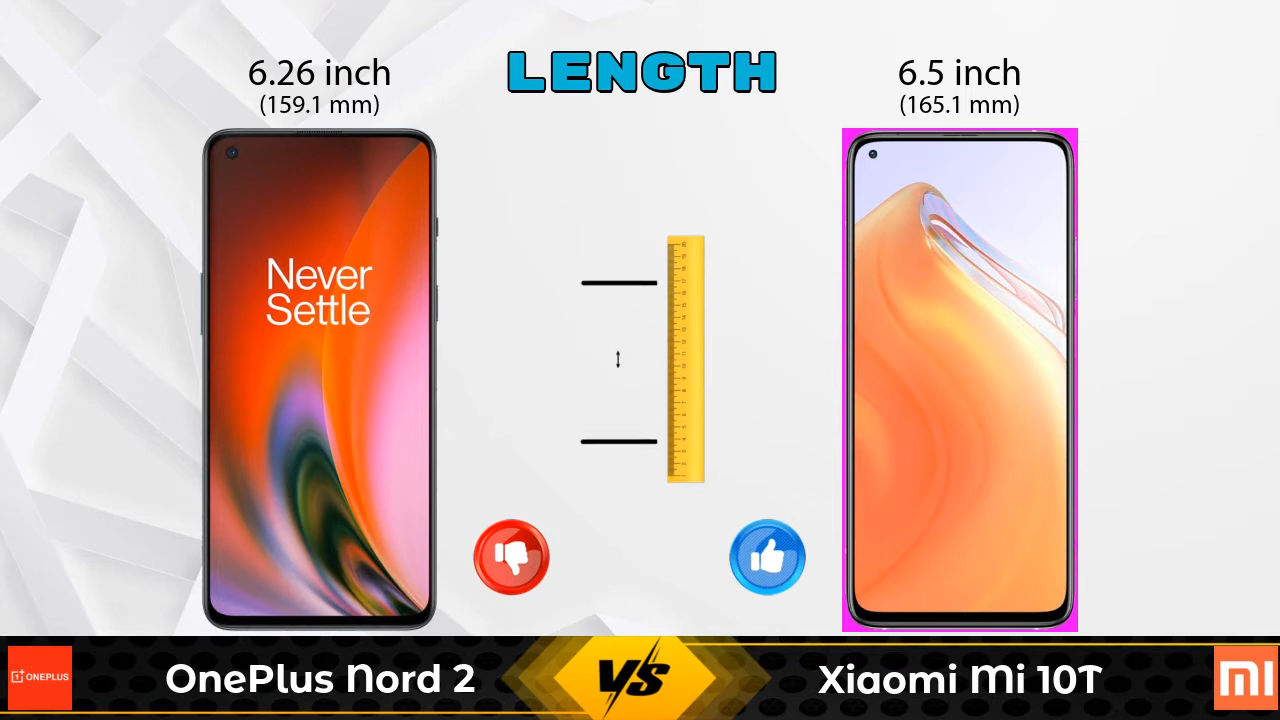 LENGTH
6.26 inch
(159.1 mm)
6.5 inch
(165.1 mm)
Never
Settle
ONEPLUS
OnePlus Nord 2
VS
Xiaomi Mi 10T
MI